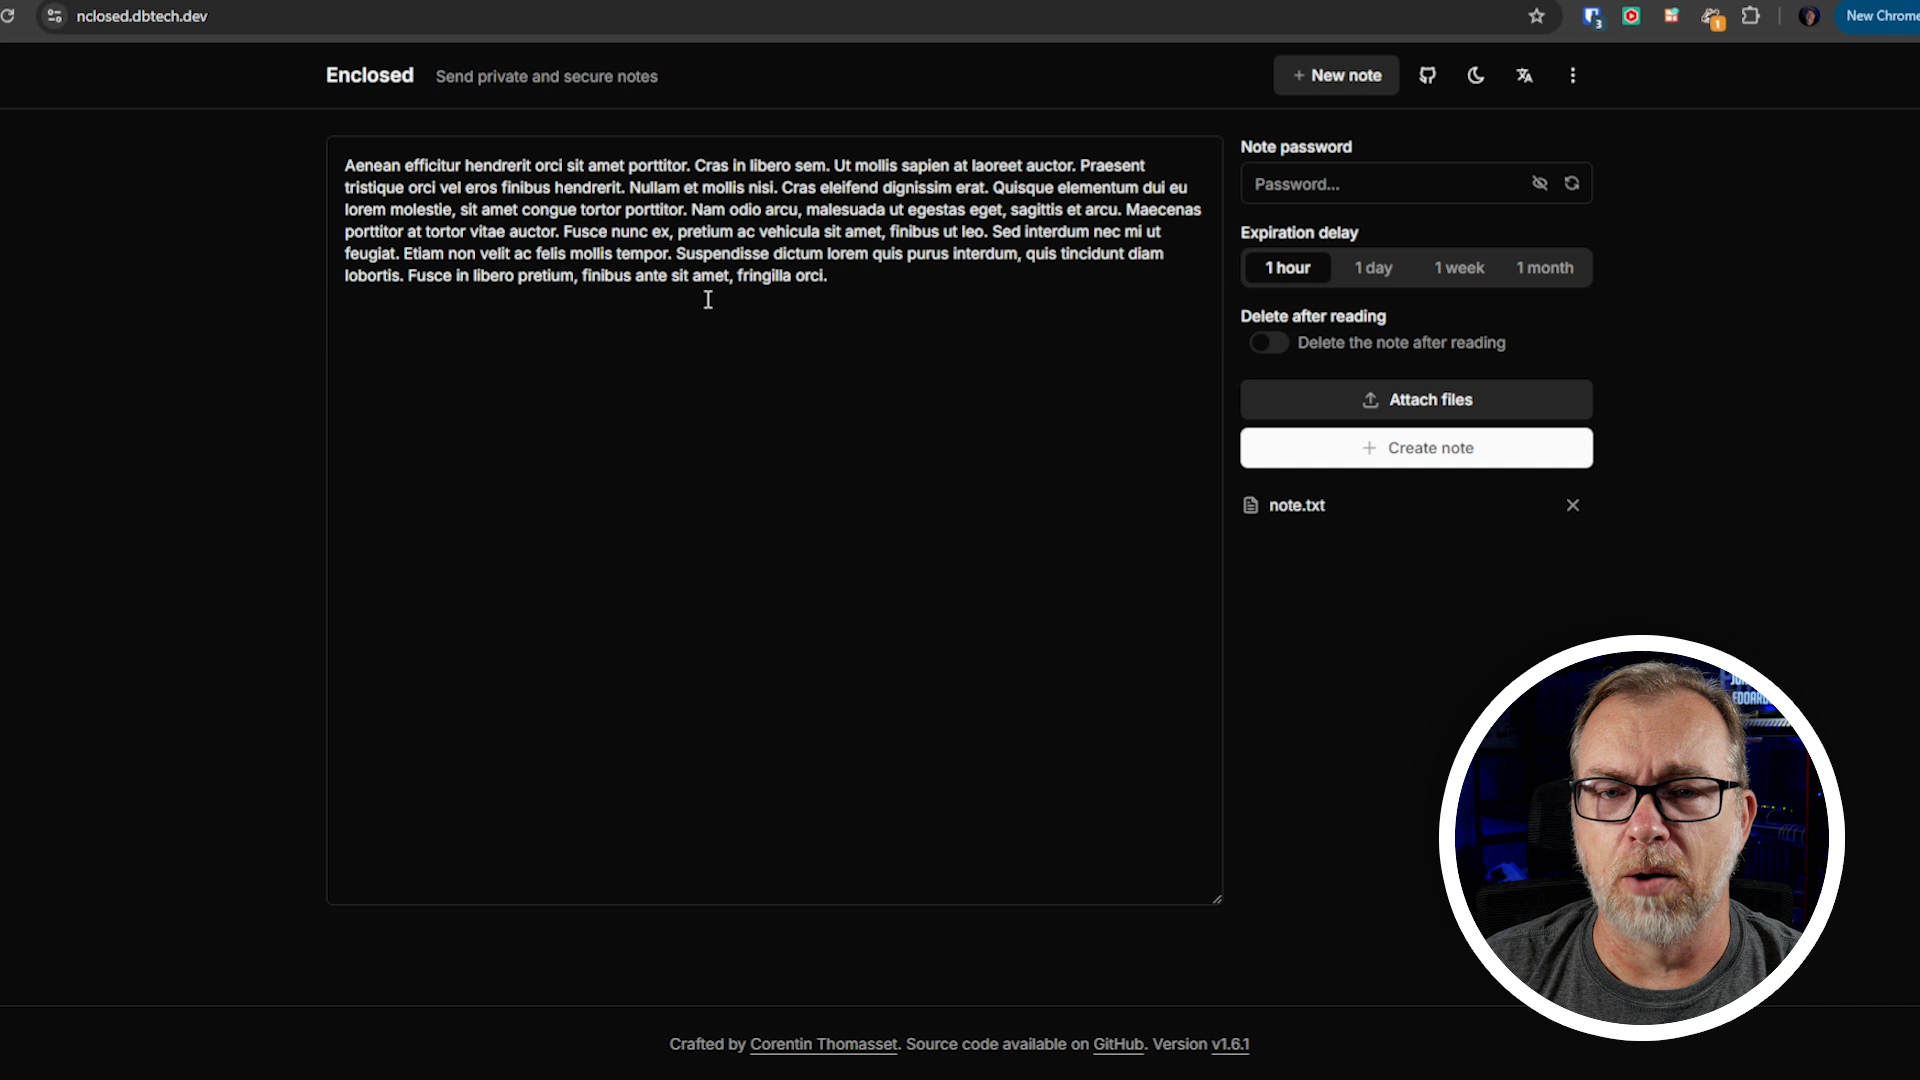 nclosed.dbtech.dev
3
1
New Chrome
Enclosed
Send private and secure notes
New note
Aenean efficitur hendrerit orci sit amet porttitor. Cras in libero sem. Ut mollis sapien at laoreet auctor. Praesent
tristique orci vel eros finibus hendrerit. Nullam et mollis nisi. Cras eleifend dignissim erat. Quisque elementum dui eu
lorem molestie, sit amet congue tortor porttitor. Nam odio arcu, malesuada ut egestas eget, sagittis et arcu. Maecenas
porttitor at tortor vitae auctor. Fusce nunc ex, pretium ac vehicula sit amet, finibus ut leo. Sed interdum nec mi ut
feugiat. Etiam non velit ac felis mollis tempor. Suspendisse dictum lorem quis purus interdum, quis tincidunt diam
lobortis. Fusce in libero pretium, finibus ante sit amet, fringilla orci.
Note password
Password...
Expiration delay
1 hour 1 day 1 week 1 month
Delete after reading
Delete the note after reading
Attach files
Create note
note.txt
Crafted by Corentin Thomasset. Source code available on GitHub. Version v1.6.1